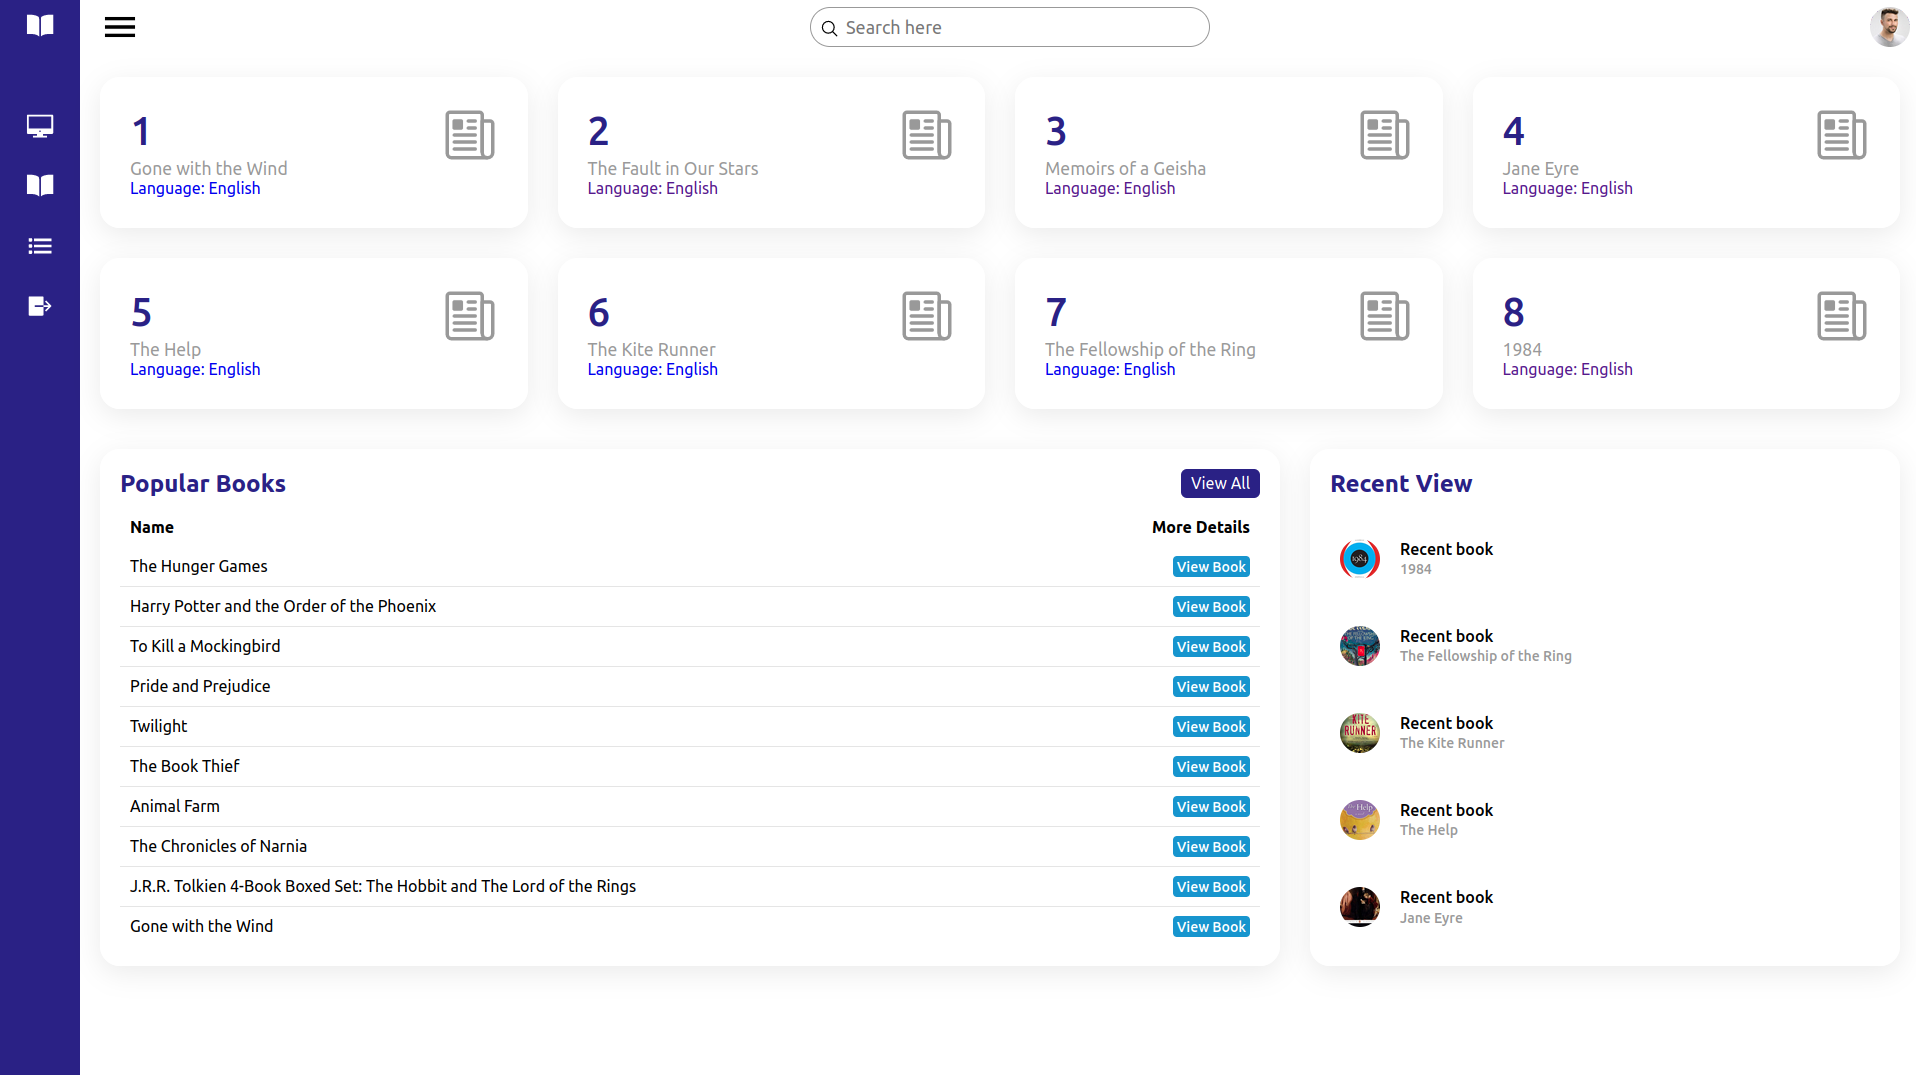 Search here
1
Gone with the Wind
Language: English
2
The Fault in Our Stars
Language: English
3
Memoirs of a Geisha
Language: English
4
Jane Eyre
Language: English
5
The Help
Language: English
6
The Kite Runner
Language: English
7
The Fellowship of the Ring
Language: English
8
1984
Language: English
Popular Books
View All
Name
More Details
The Hunger Games
View Book
Harry Potter and the Order of the Phoenix
View Book
To Kill a Mockingbird
View Book
Pride and Prejudice
View Book
Twilight
View Book
The Book Thief
View Book
Animal Farm
View Book
The Chronicles of Narnia
View Book
J.R.R. Tolkien 4-Book Boxed Set: The Hobbit and The Lord of the Rings
View Book
Gone with the Wind
View Book
Recent View
1984
Recent book
1984
Recent book
The Fellowship of the Ring
KITE
RUNNER
Recent book
The Kite Runner
Help
Recent book
The Help
Recent book
Jane Eyre